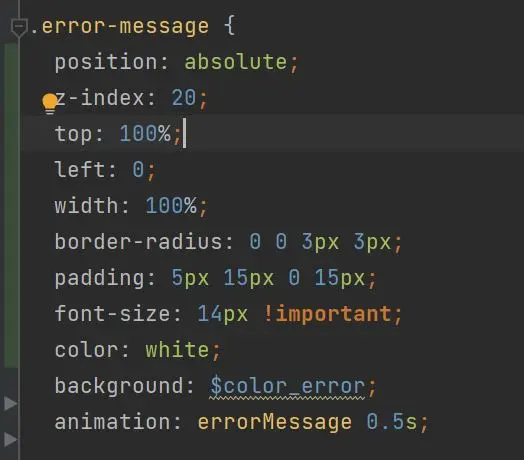 .error-message {
position: absolute;
z-index: 20;
top: 100%;
left: 0;
width: 100%;
border-radius: 0 0 3px 3px;
padding: 5px 15px 0 15px;
font-size: 14px !important;
color: white;
background: $color_error;
animation: errorMessage 0.5s;